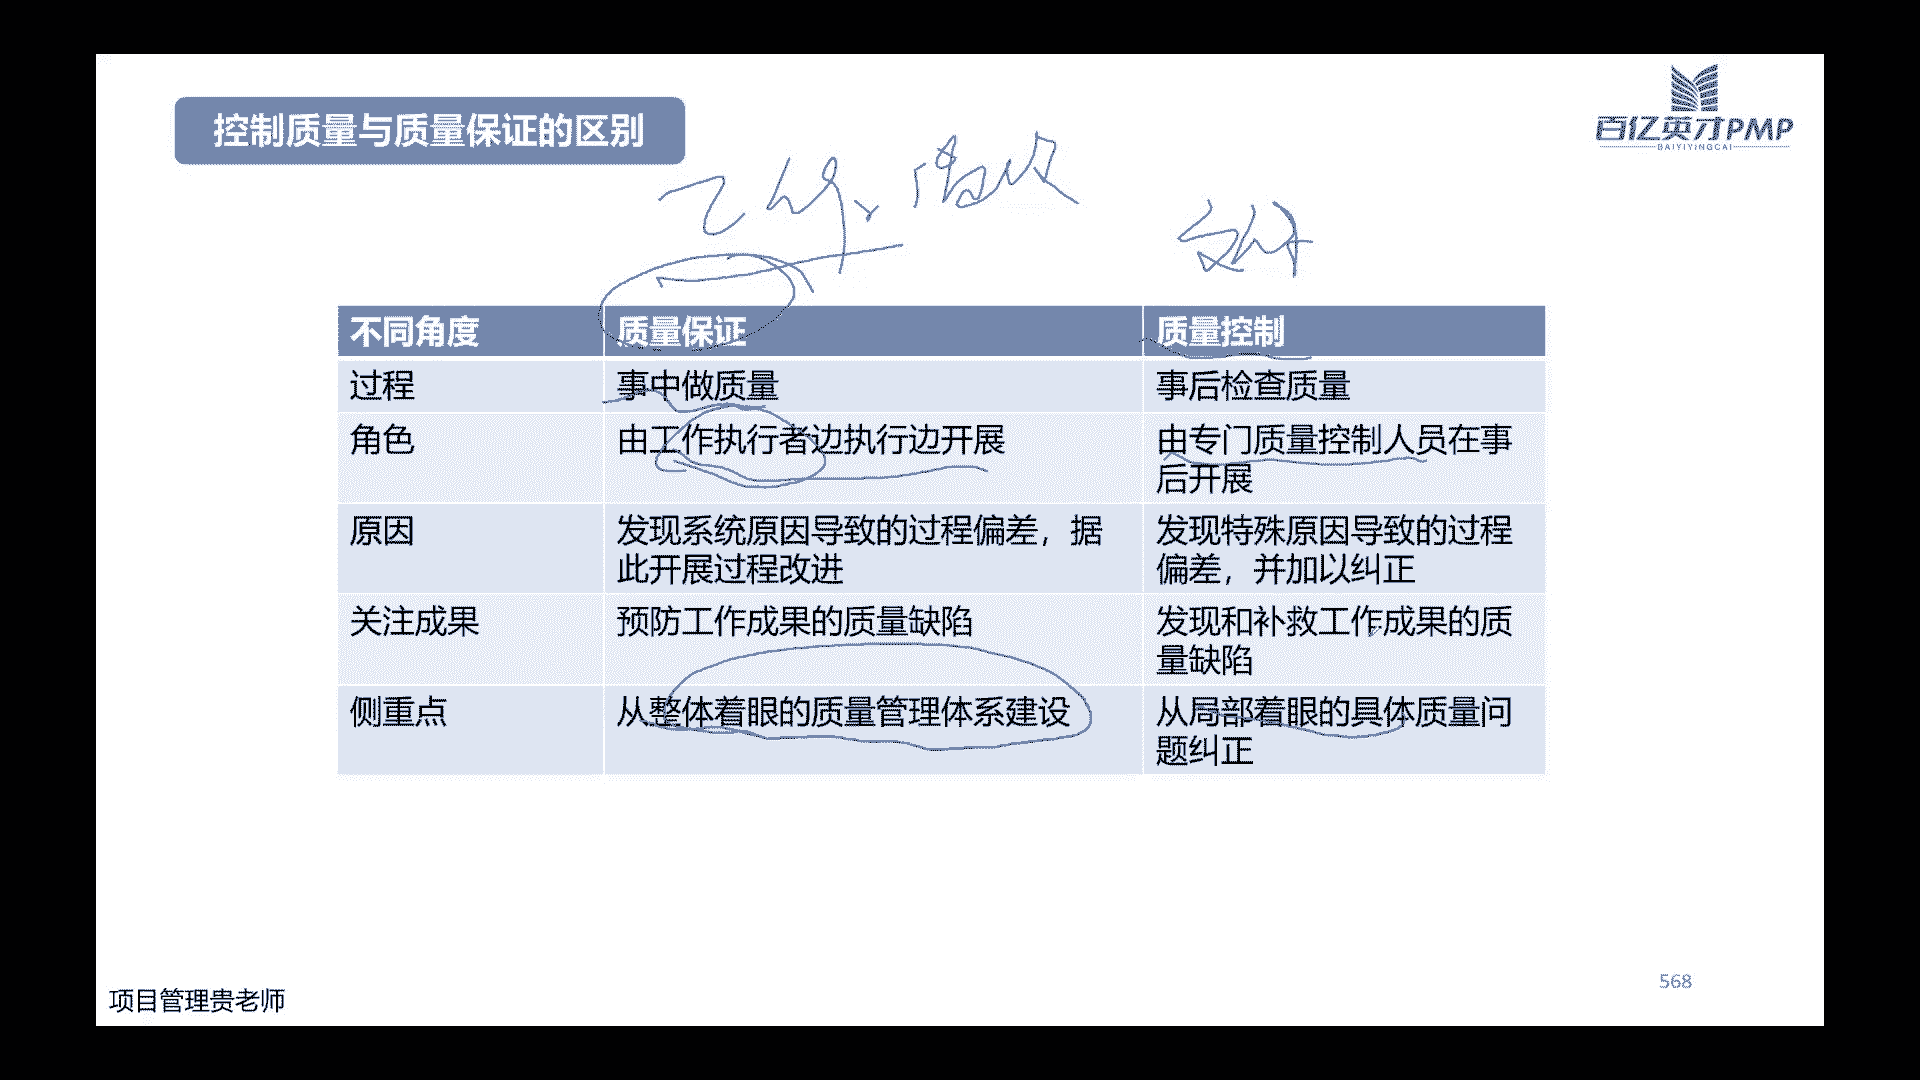 控制质量与质量保证的区别
百亿英才PMP
BAIYIYINGCAI
不同角度 质量保证 质量控制
过程 事中做质量 事后检查质量
角色 由工作执行者边执行边开展 由专门质量控制人员在事
后开展
原因 发现系统原因导致的过程偏差，据 发现特殊原因导致的过程
此开展过程改进 偏差，并加以纠正
关注成果 预防工作成果的质量缺陷 发现和补救工作成果的质
量缺陷
侧重点 从整体着眼的质量管理体系建设 从局部着眼的具体质量问
题纠正
568
项目管理贵老师